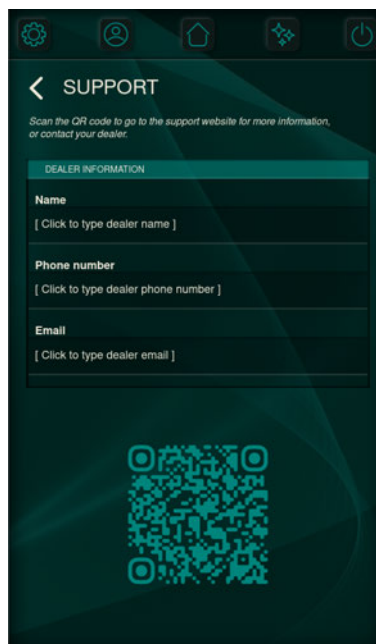 SUPPORT
Scan the QR code to go to the support website for more information,
or contact your dealer.
DEALER INFORMATION
Name
[ Click to type dealer name ]
Phone number
[ Click to type dealer phone number ]
Email
[ Click to type dealer email ]